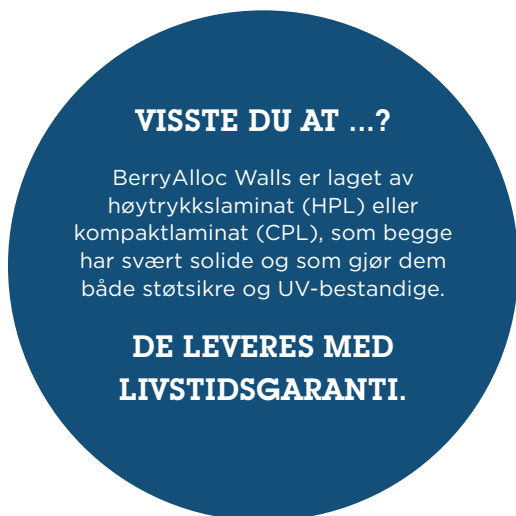 VISSTE DU AT ...?
BerryAlloc Walls er laget av
høytrykkslaminat (HPL) eller
kompaktlaminat (CPL), som begge
har svært solide og som gjør dem
både støtsikre og UV-bestandige.
DE LEVERES MED
LIVSTIDSGARANTI.